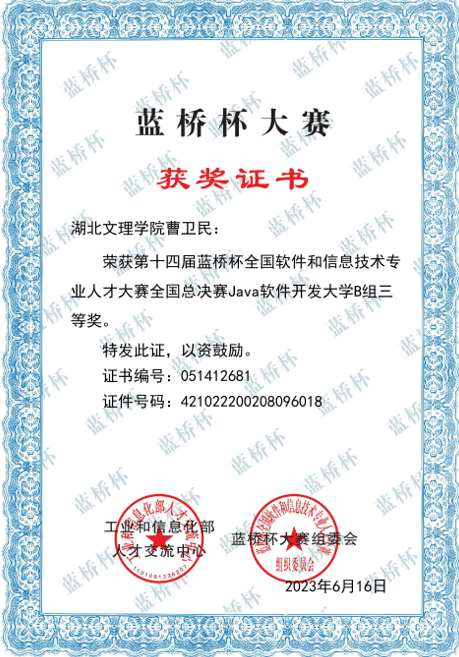 蓝桥杯大赛
获奖证书
湖北文理学院曹卫民：
荣获第十四届蓝桥杯全国软件和信息技术专
业人才大赛全国总决赛Java软件开发大学B组三
等奖。
特发此证，以资鼓励。
证书编号：051412681
证件号码：421022200208096018
工业和信息化部
人才交流中心
蓝桥杯大赛组委会
组织委员会
2023年6月16日